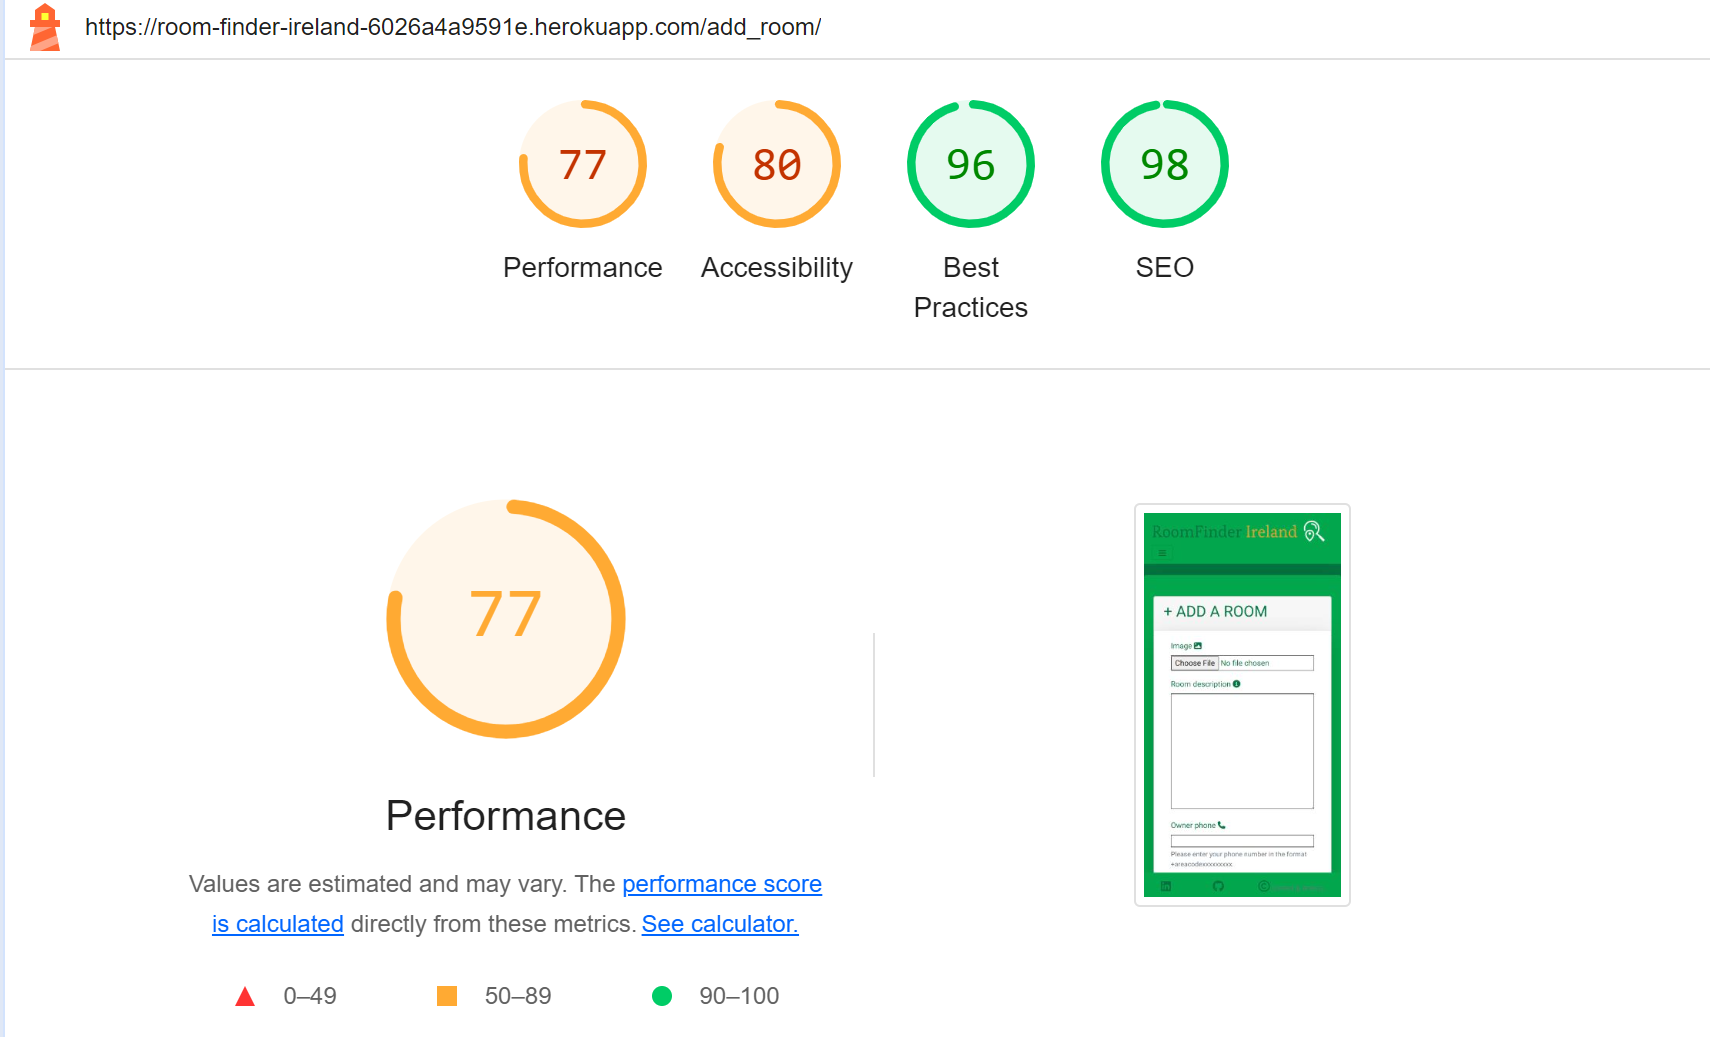 https://room-finder-ireland-6026a4a9591e.herokuapp.com/add_room/
77
80
96
98
Performance
Accessibility
Best
Practices
SEO
77
Performance
Values are estimated and may vary. The performance score
is calculated directly from these metrics. See calculator.
0–49
50–89
90–100
RoomFinder Ireland
+ ADD A ROOM
Image
Choose File No file chosen
Room description
Owner phone
Please enter your phone number in the format